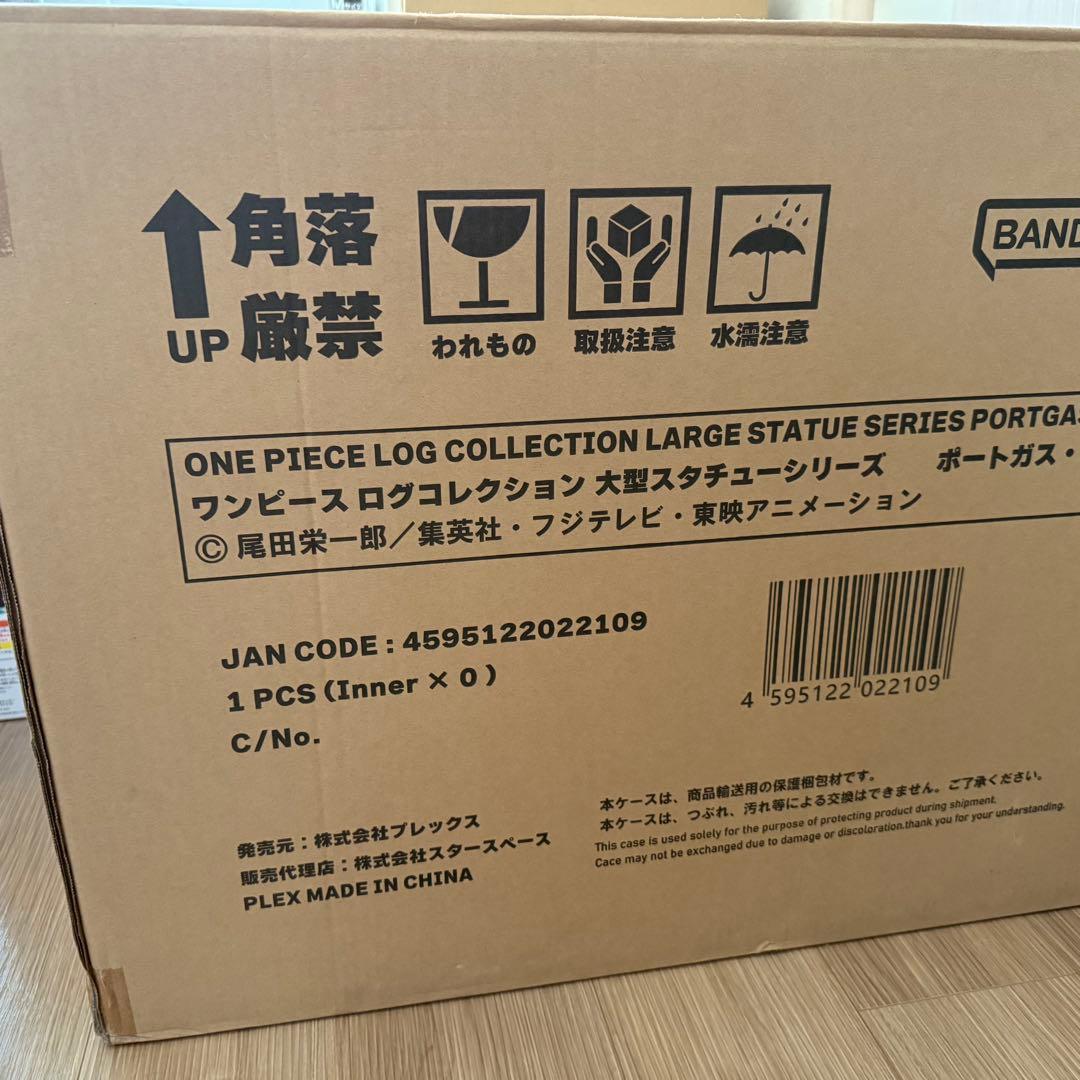 UP 角落
厳禁
われもの 取扱注意 水濡注意
BAND
ONE PIECE LOG COLLECTION LARGE STATUE SERIES PORTGA
ワンピース ログコレクション 大型スタチューシリーズ ポートガス・
© 尾田栄一郎／集英社・フジテレビ・東映アニメーション
JAN CODE : 4595122022109
1 PCS (Inner × 0 )
C/No.
4 595122 022109
本ケースは、商品輸送用の保護梱包材です。
本ケースは、つぶれ、汚れ等による交換はできません。ご了承ください。
This case is used solely for the purpose of protecting product during shipment.
Cace may not be exchanged due to damage or discoloration.thank you for your understanding.
発売元：株式会社プレックス
販売代理店：株式会社スタースペース
PLEX MADE IN CHINA